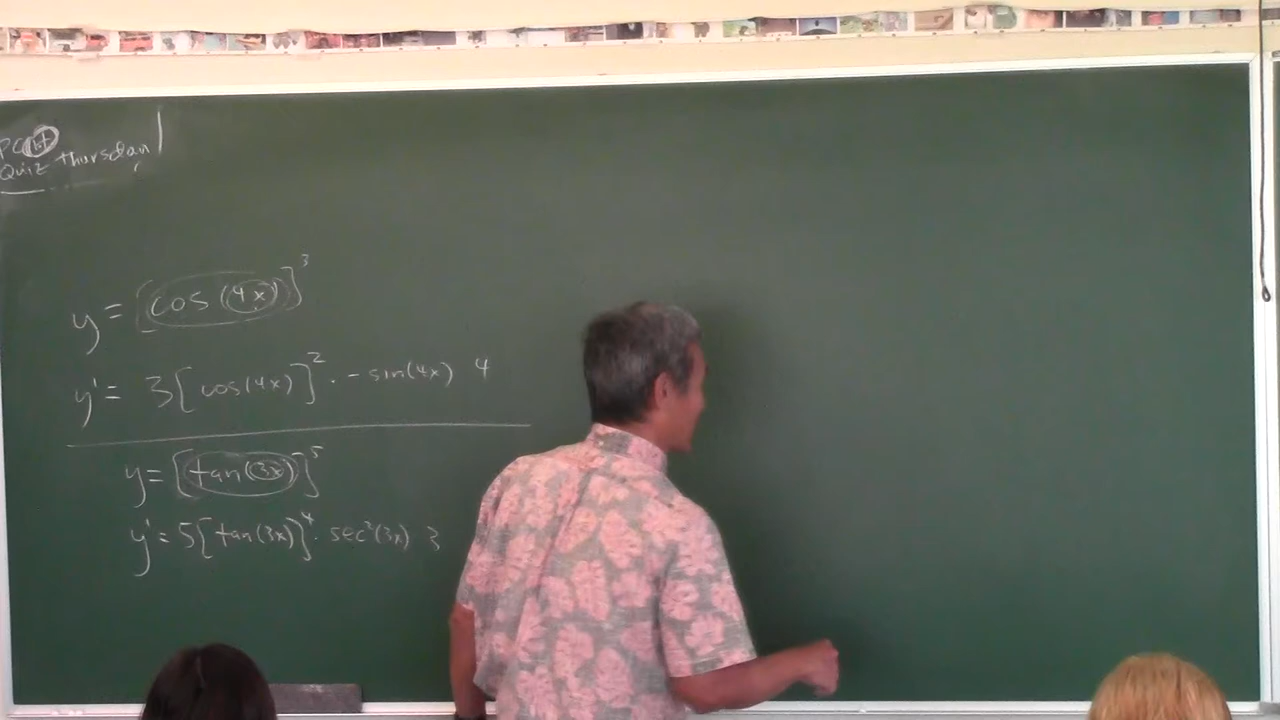 Quiz Thursday
y = [cos(4x)]³
y' = 3[cos(4x)]² · -sin(4x) 4
y = [tan(3x)]⁵
y' = 5[tan(3x)]⁴ · sec²(3x) 3